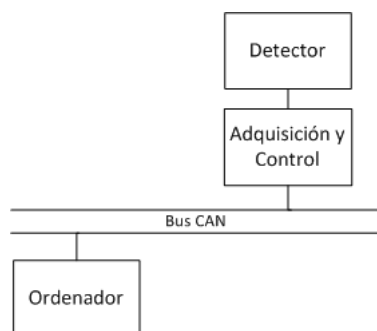 Detector
Adquisición y
Control
Bus CAN
Ordenador